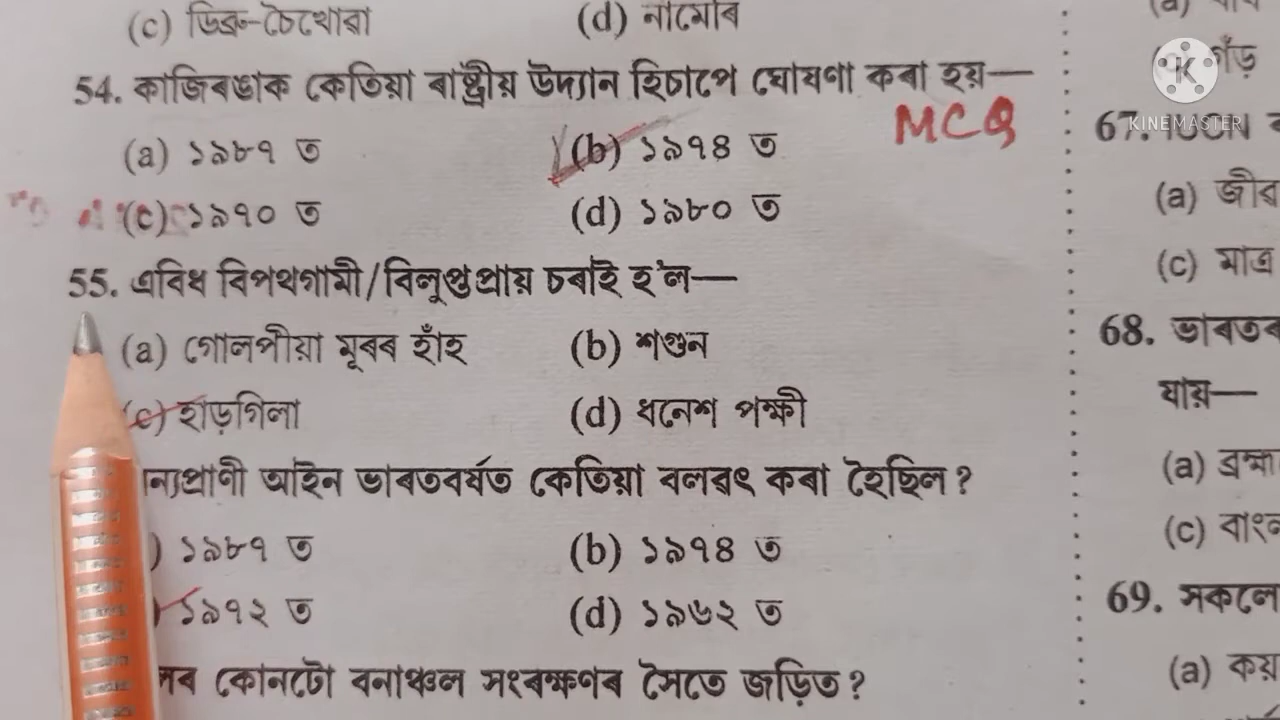 (c) ডিব্ৰু-চৈখোৱা (d) নামেৰি
54. কাজিৰঙাক কেতিয়া ৰাষ্ট্ৰীয় উদ্যান হিচাপে ঘোষণা কৰা হয়—
MCQ
(a) ১৯৮৭ ত (b) ১৯৭৪ ত
(c) ১৯৭০ ত (d) ১৯৮০ ত
55. এবিধ বিপথগামী/বিলুপ্তপ্ৰায় চৰাই হ'ল—
(a) গোলপীয়া মূৰৰ হাঁহ (b) শগুন
(c) হাড়গিলা (d) ধনেশ পক্ষী
ন্যপ্ৰাণী আইন ভাৰতবৰ্ষত কেতিয়া বলৱৎ কৰা হৈছিল?
) ১৯৮৭ ত (b) ১৯৭৪ ত
) ১৯৭২ ত (d) ১৯৬২ ত
কোনটো বনাঞ্চল সংৰক্ষণৰ সৈতে জড়িত?
KINEMASTER
67.
(a) জীৱ
(c) মাত্ৰ
68. ভাৰতৰ
যায়—
(a) ব্ৰহ্মা
(c) বাংল
69. সকলো
(a) কয়